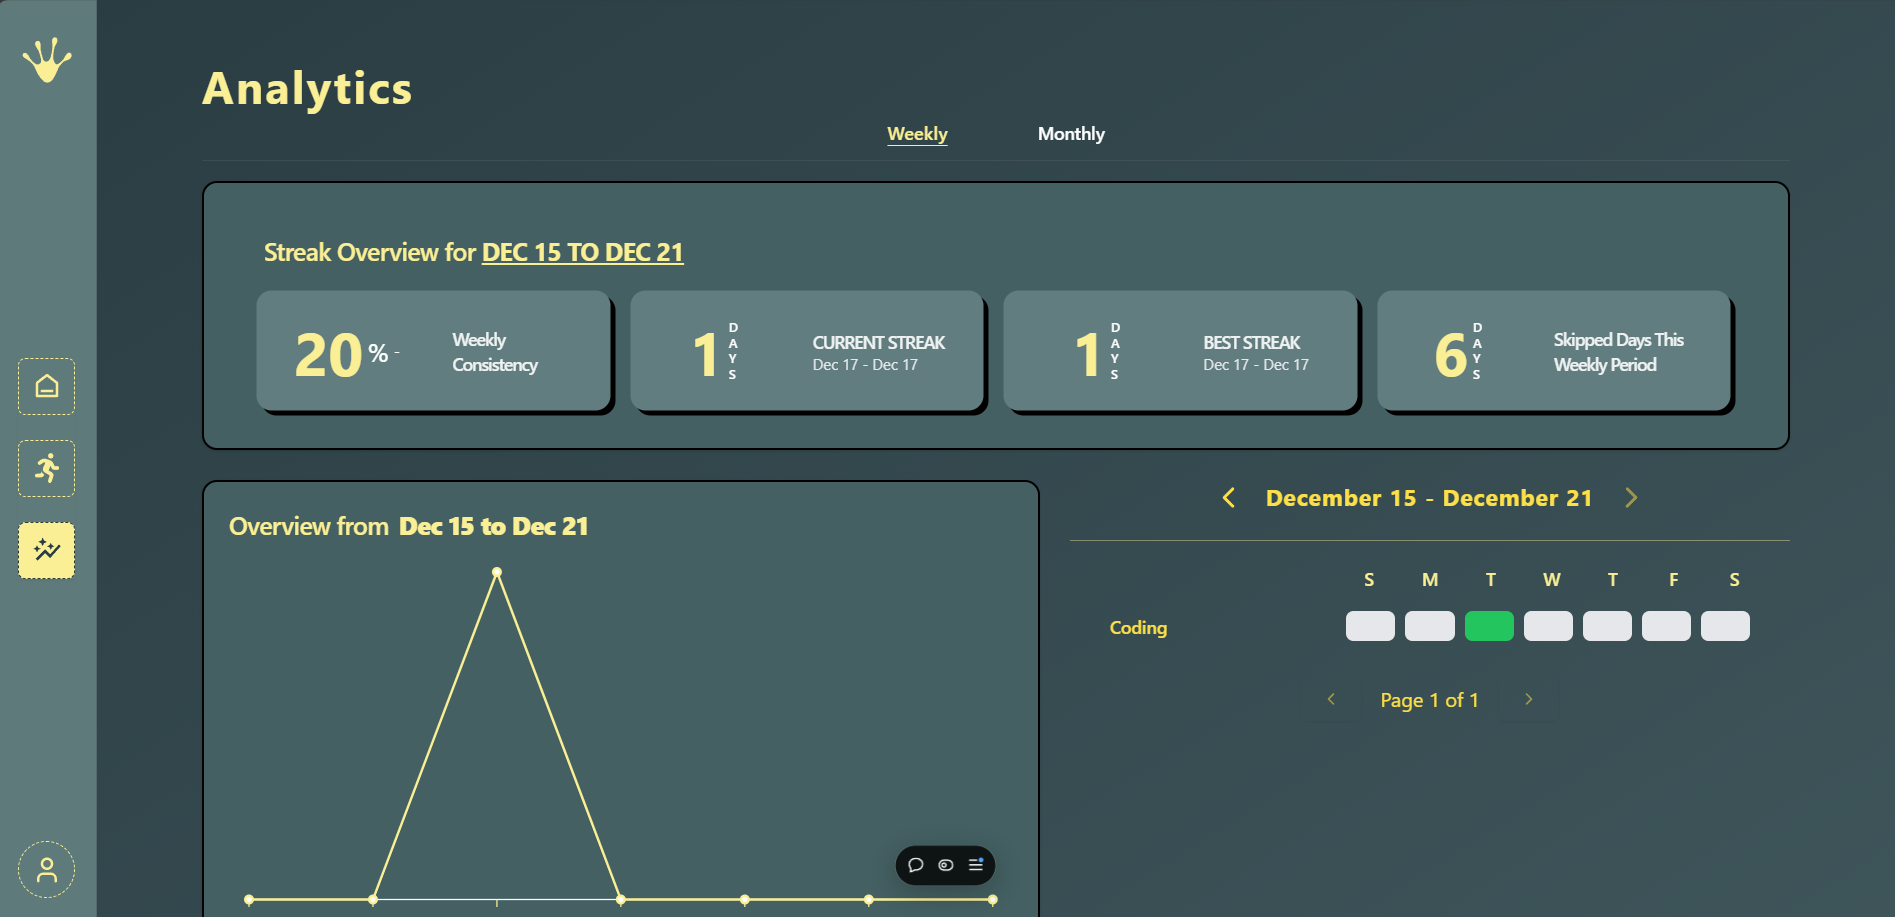 Analytics
Weekly
Monthly
Streak Overview for DEC 15 TO DEC 21
20 % -
Weekly
Consistency
1 DAYS
CURRENT STREAK
Dec 17 - Dec 17
1 DAYS
BEST STREAK
Dec 17 - Dec 17
6 DAYS
Skipped Days This
Weekly Period
Overview from Dec 15 to Dec 21
December 15 - December 21
S M T W T F S
Coding
Page 1 of 1